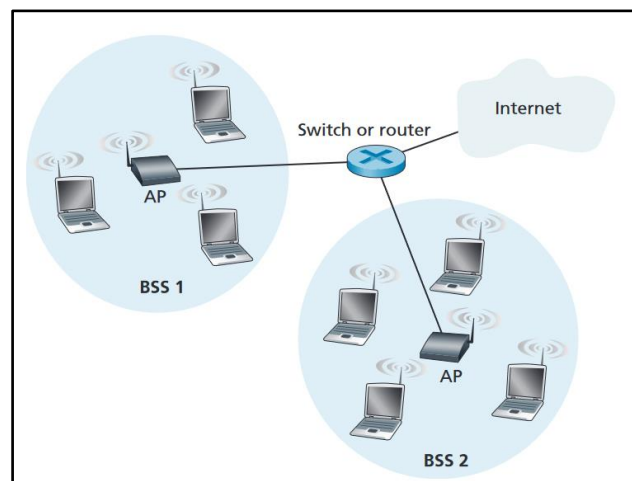 Internet
Switch or router
AP
BSS 1
AP
BSS 2